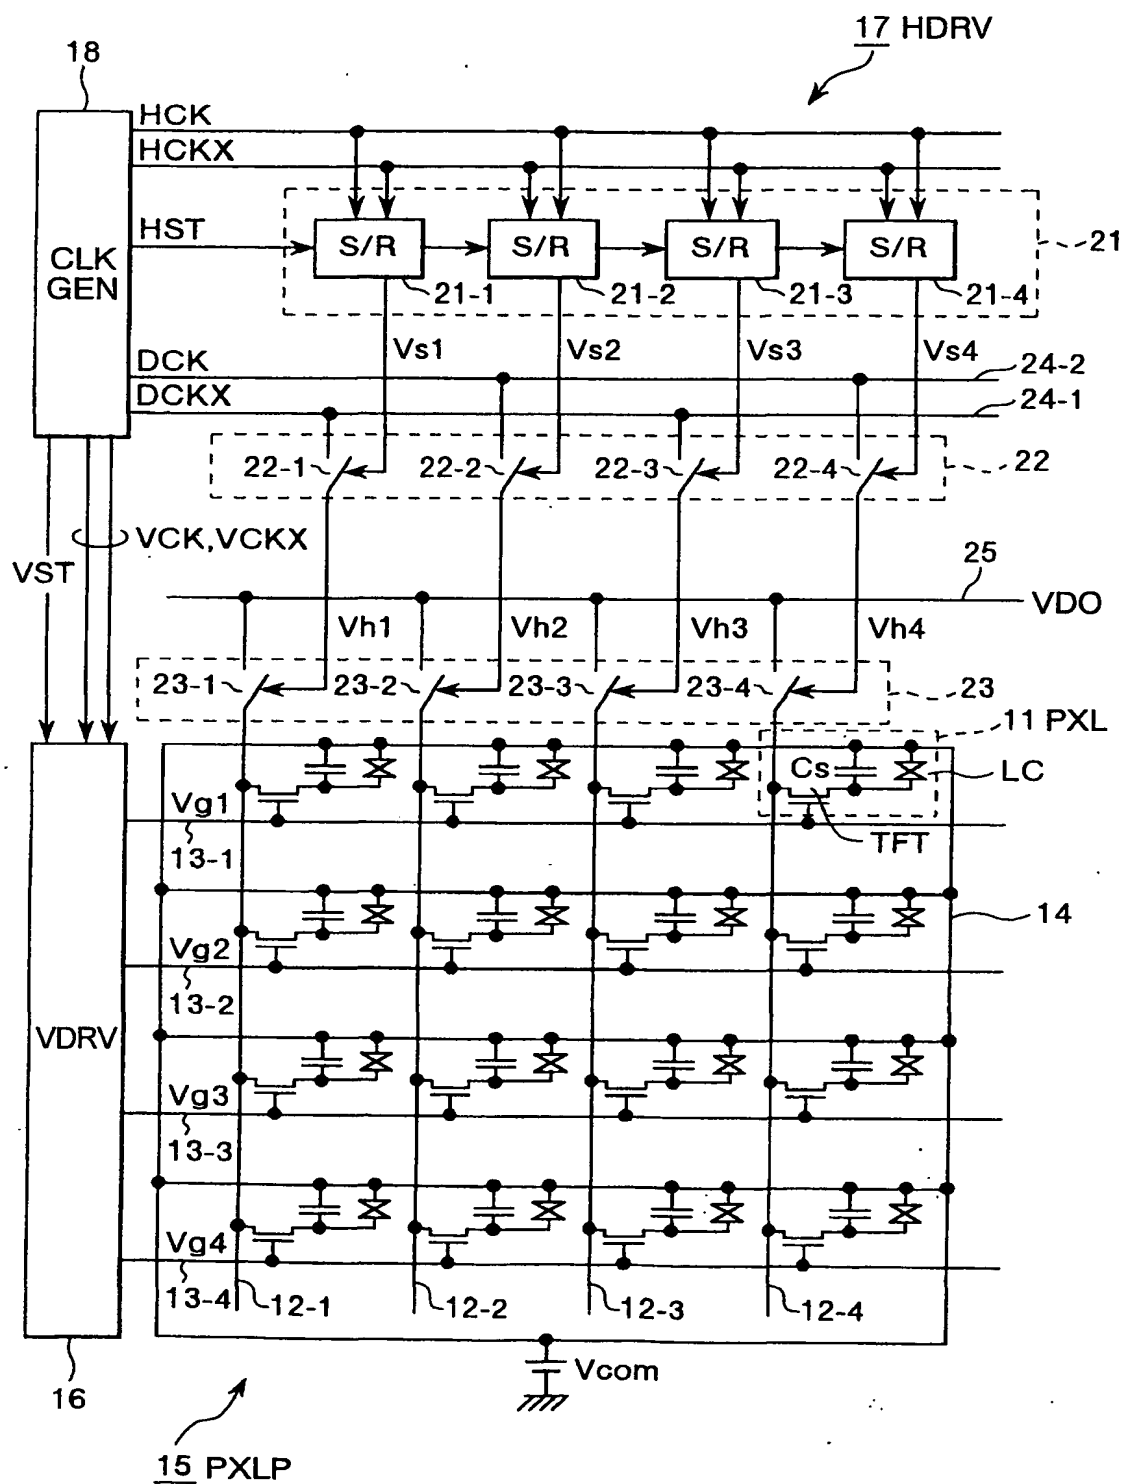 17 HDRV
18
HCK
HCKX
HST
CLK GEN
S/R S/R S/R S/R
21
21-1 21-2 21-3 21-4
Vs1 Vs2 Vs3 Vs4
DCK
24-2
DCKX
24-1
22-1 22-2 22-3 22-4 22
VCK,VCKX
VST
25
VDO
Vh1 Vh2 Vh3 Vh4
23-1 23-2 23-3 23-4 23
11 PXL
Cs LC
Vg1
TFT
13-1
14
Vg2
13-2
VDRV
Vg3
13-3
Vg4
13-4 12-1 12-2 12-3 12-4
Vcom
16
15 PXLP